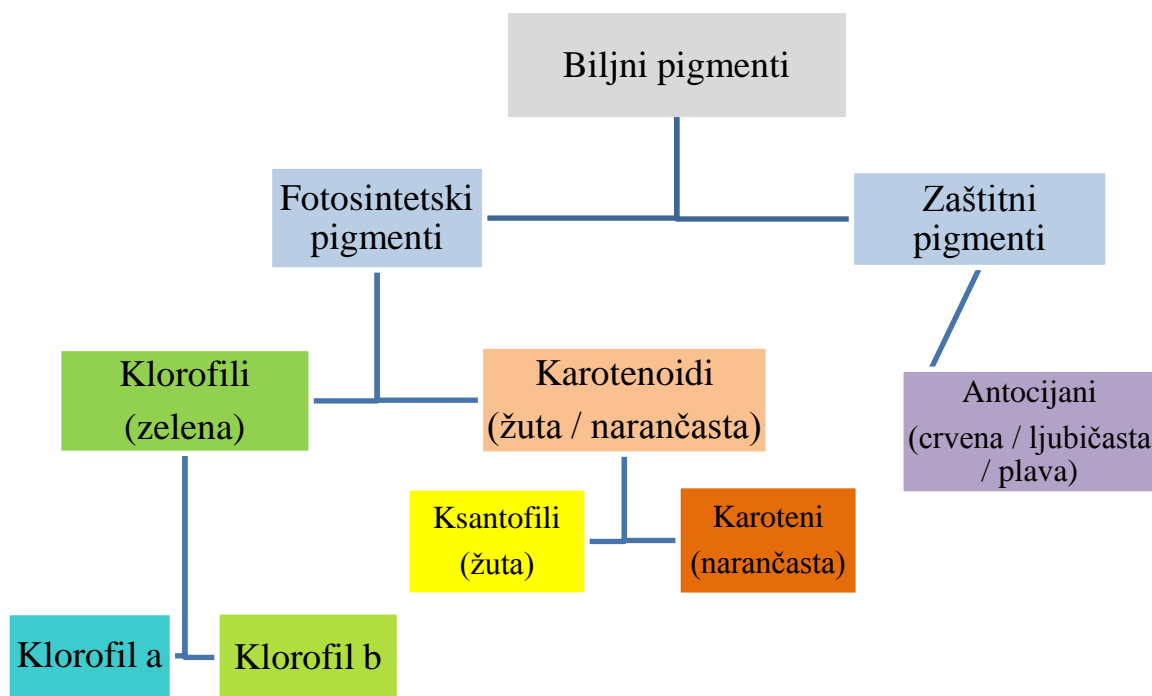 Biljni pigmenti
Fotosintetski
pigmenti
Zaštitni
pigmenti
Klorofili
(zelena)
Karotenoidi
(žuta / narančasta)
Antocijani
(crvena / ljubičasta
/ plava)
Ksantofili
(žuta)
Karoteni
(narančasta)
Klorofil a
Klorofil b